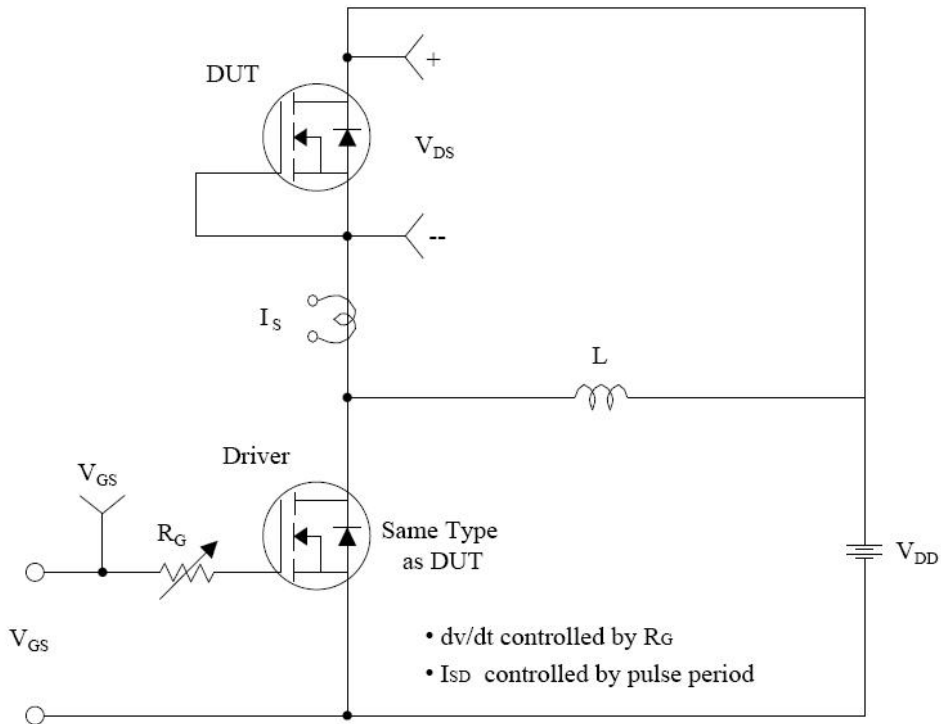 DUT
+
VDS
--
IS
L
Driver
VGS
RG
Same Type
as DUT
VDD
VGS
• dv/dt controlled by RG
• ISD controlled by pulse period